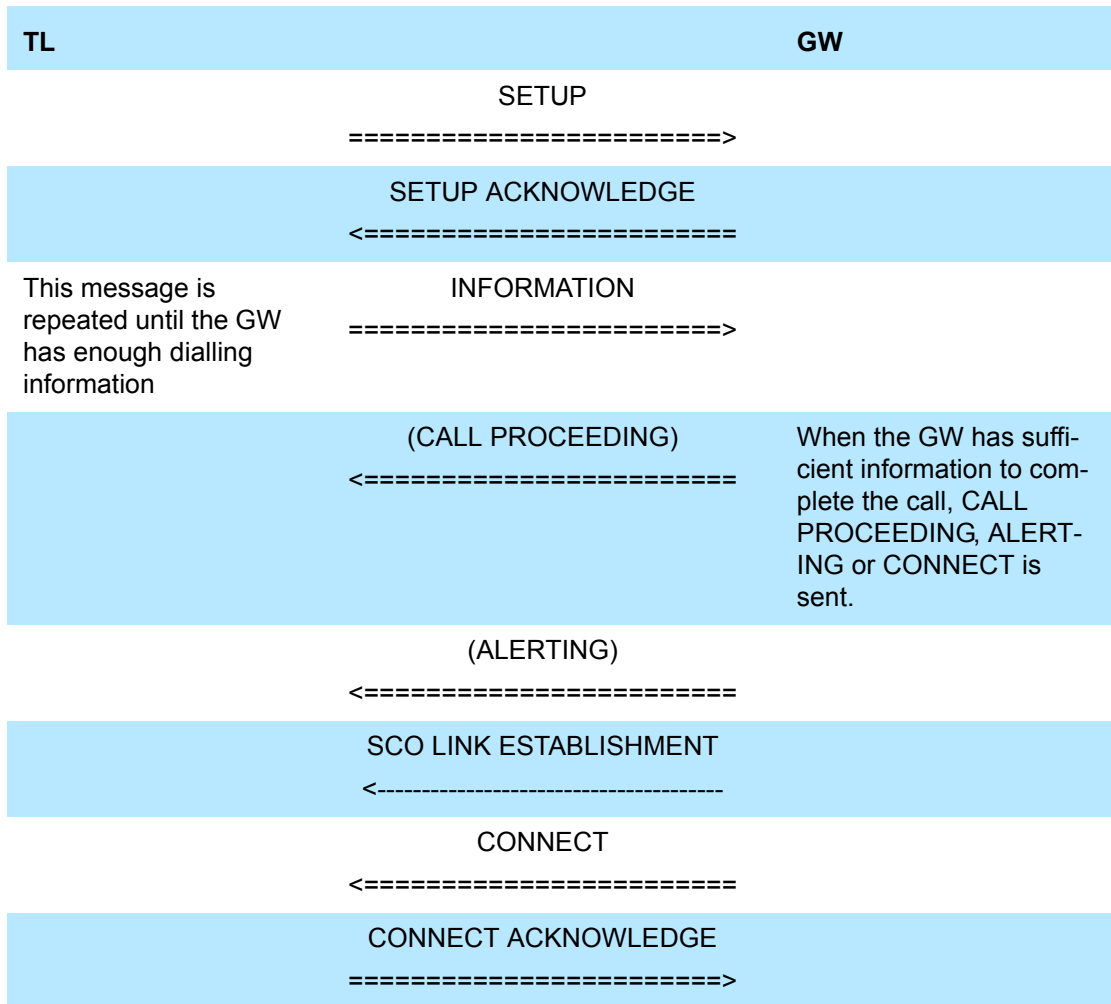 TL GW
SETUP
========================>
SETUP ACKNOWLEDGE
<========================
This message is
repeated until the GW
has enough dialling
information
INFORMATION
========================>
(CALL PROCEEDING)
<========================
When the GW has suffi-
cient information to com-
plete the call, CALL
PROCEEDING, ALERT-
ING or CONNECT is
sent.
(ALERTING)
<========================
SCO LINK ESTABLISHMENT
<---------------------------------------
CONNECT
<========================
CONNECT ACKNOWLEDGE
========================>